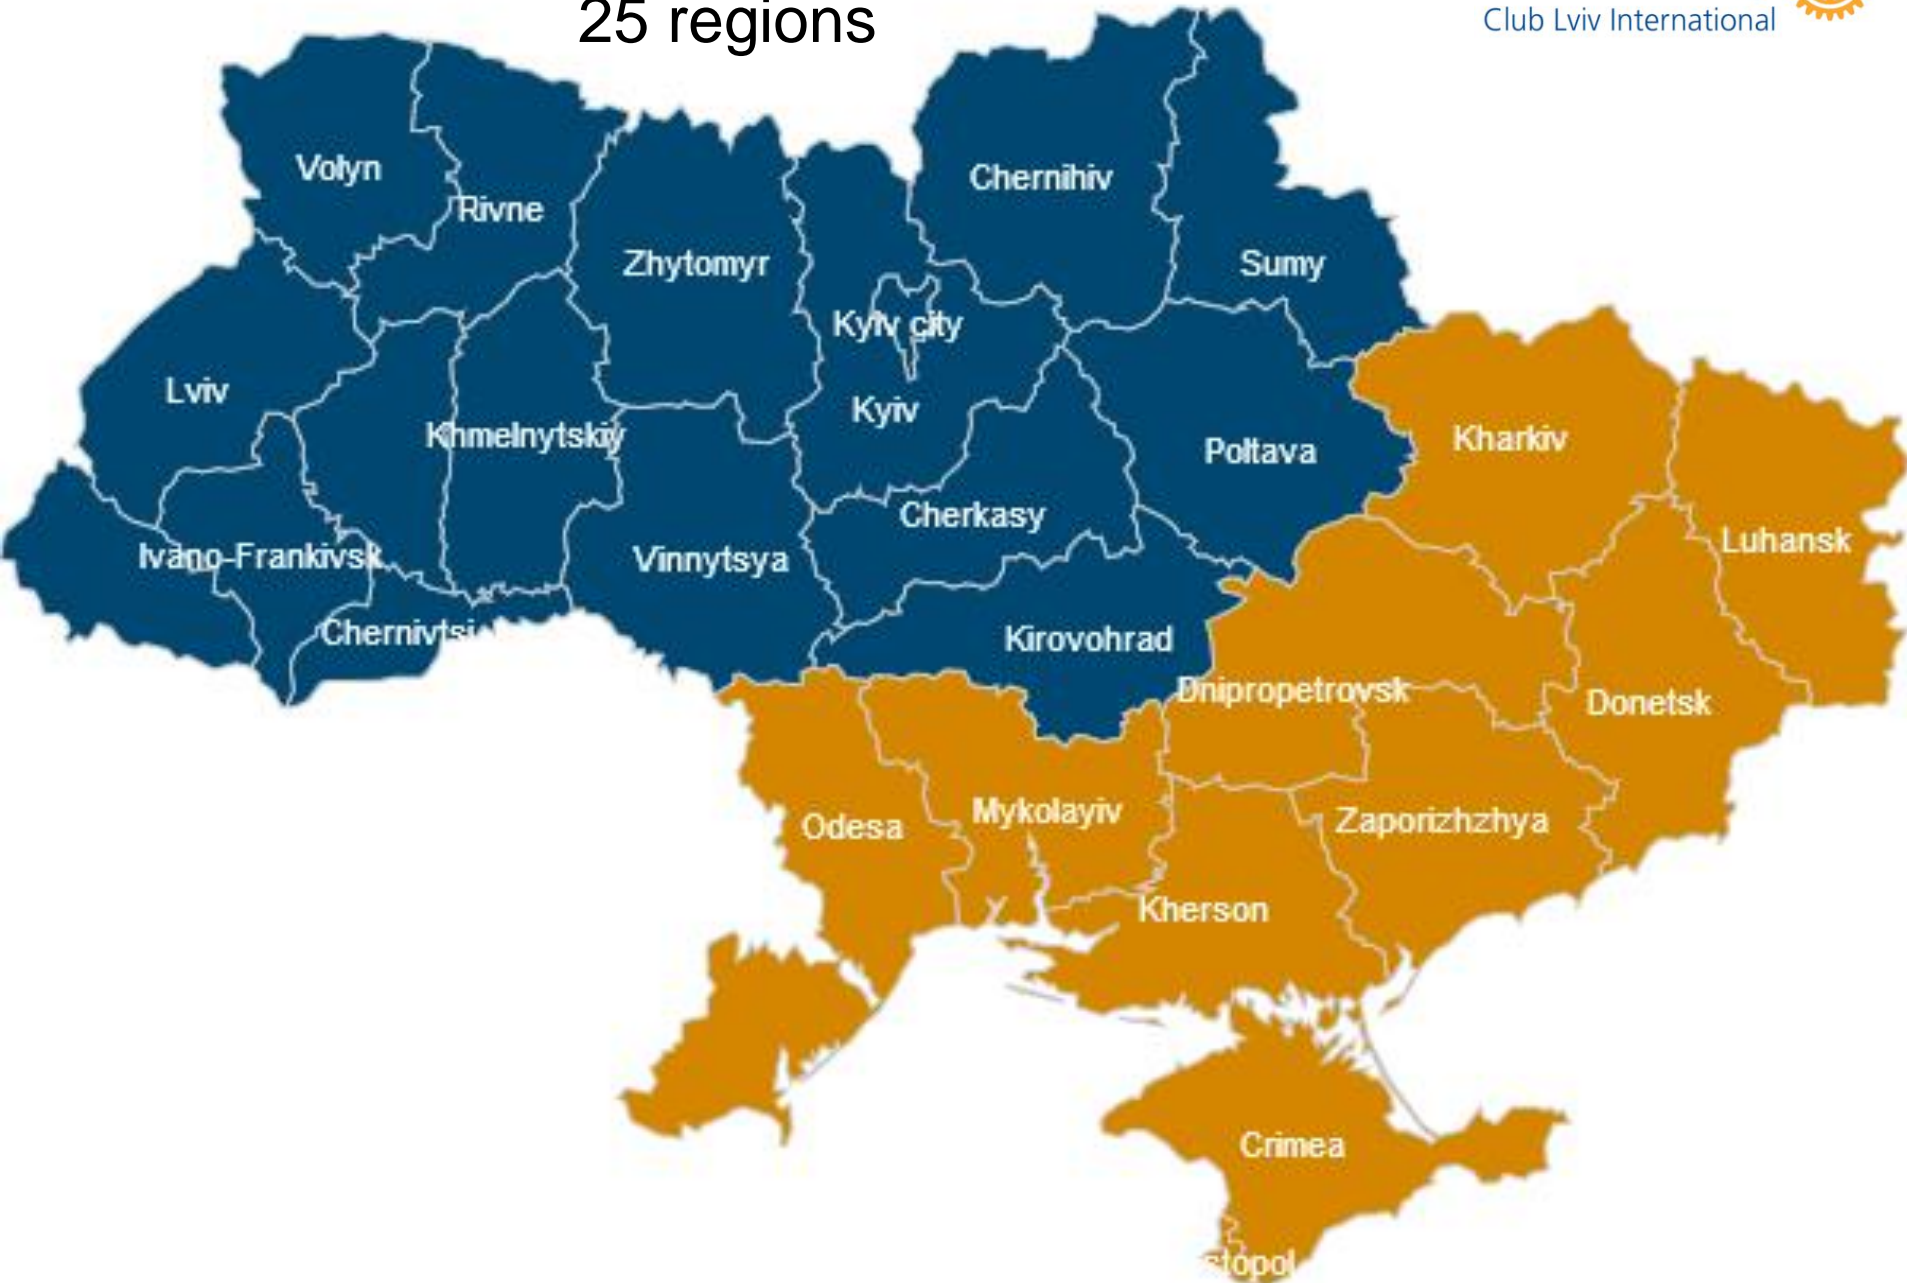 25 regions
Club Lviv International
Volyn
Rivne
Chernihiv
Zhytomyr
Sumy
Kyiv city
Lviv
Kyiv
Khmelnytskiy
Poltava
Kharkiv
Cherkasy
Luhansk
Ivano-Frankivsk
Vinnytsya
Chernivtsi
Kirovohrad
Dnipropetrovsk
Donetsk
Odesa
Mykolayiv
Zaporizhzhya
Kherson
Crimea
stopol